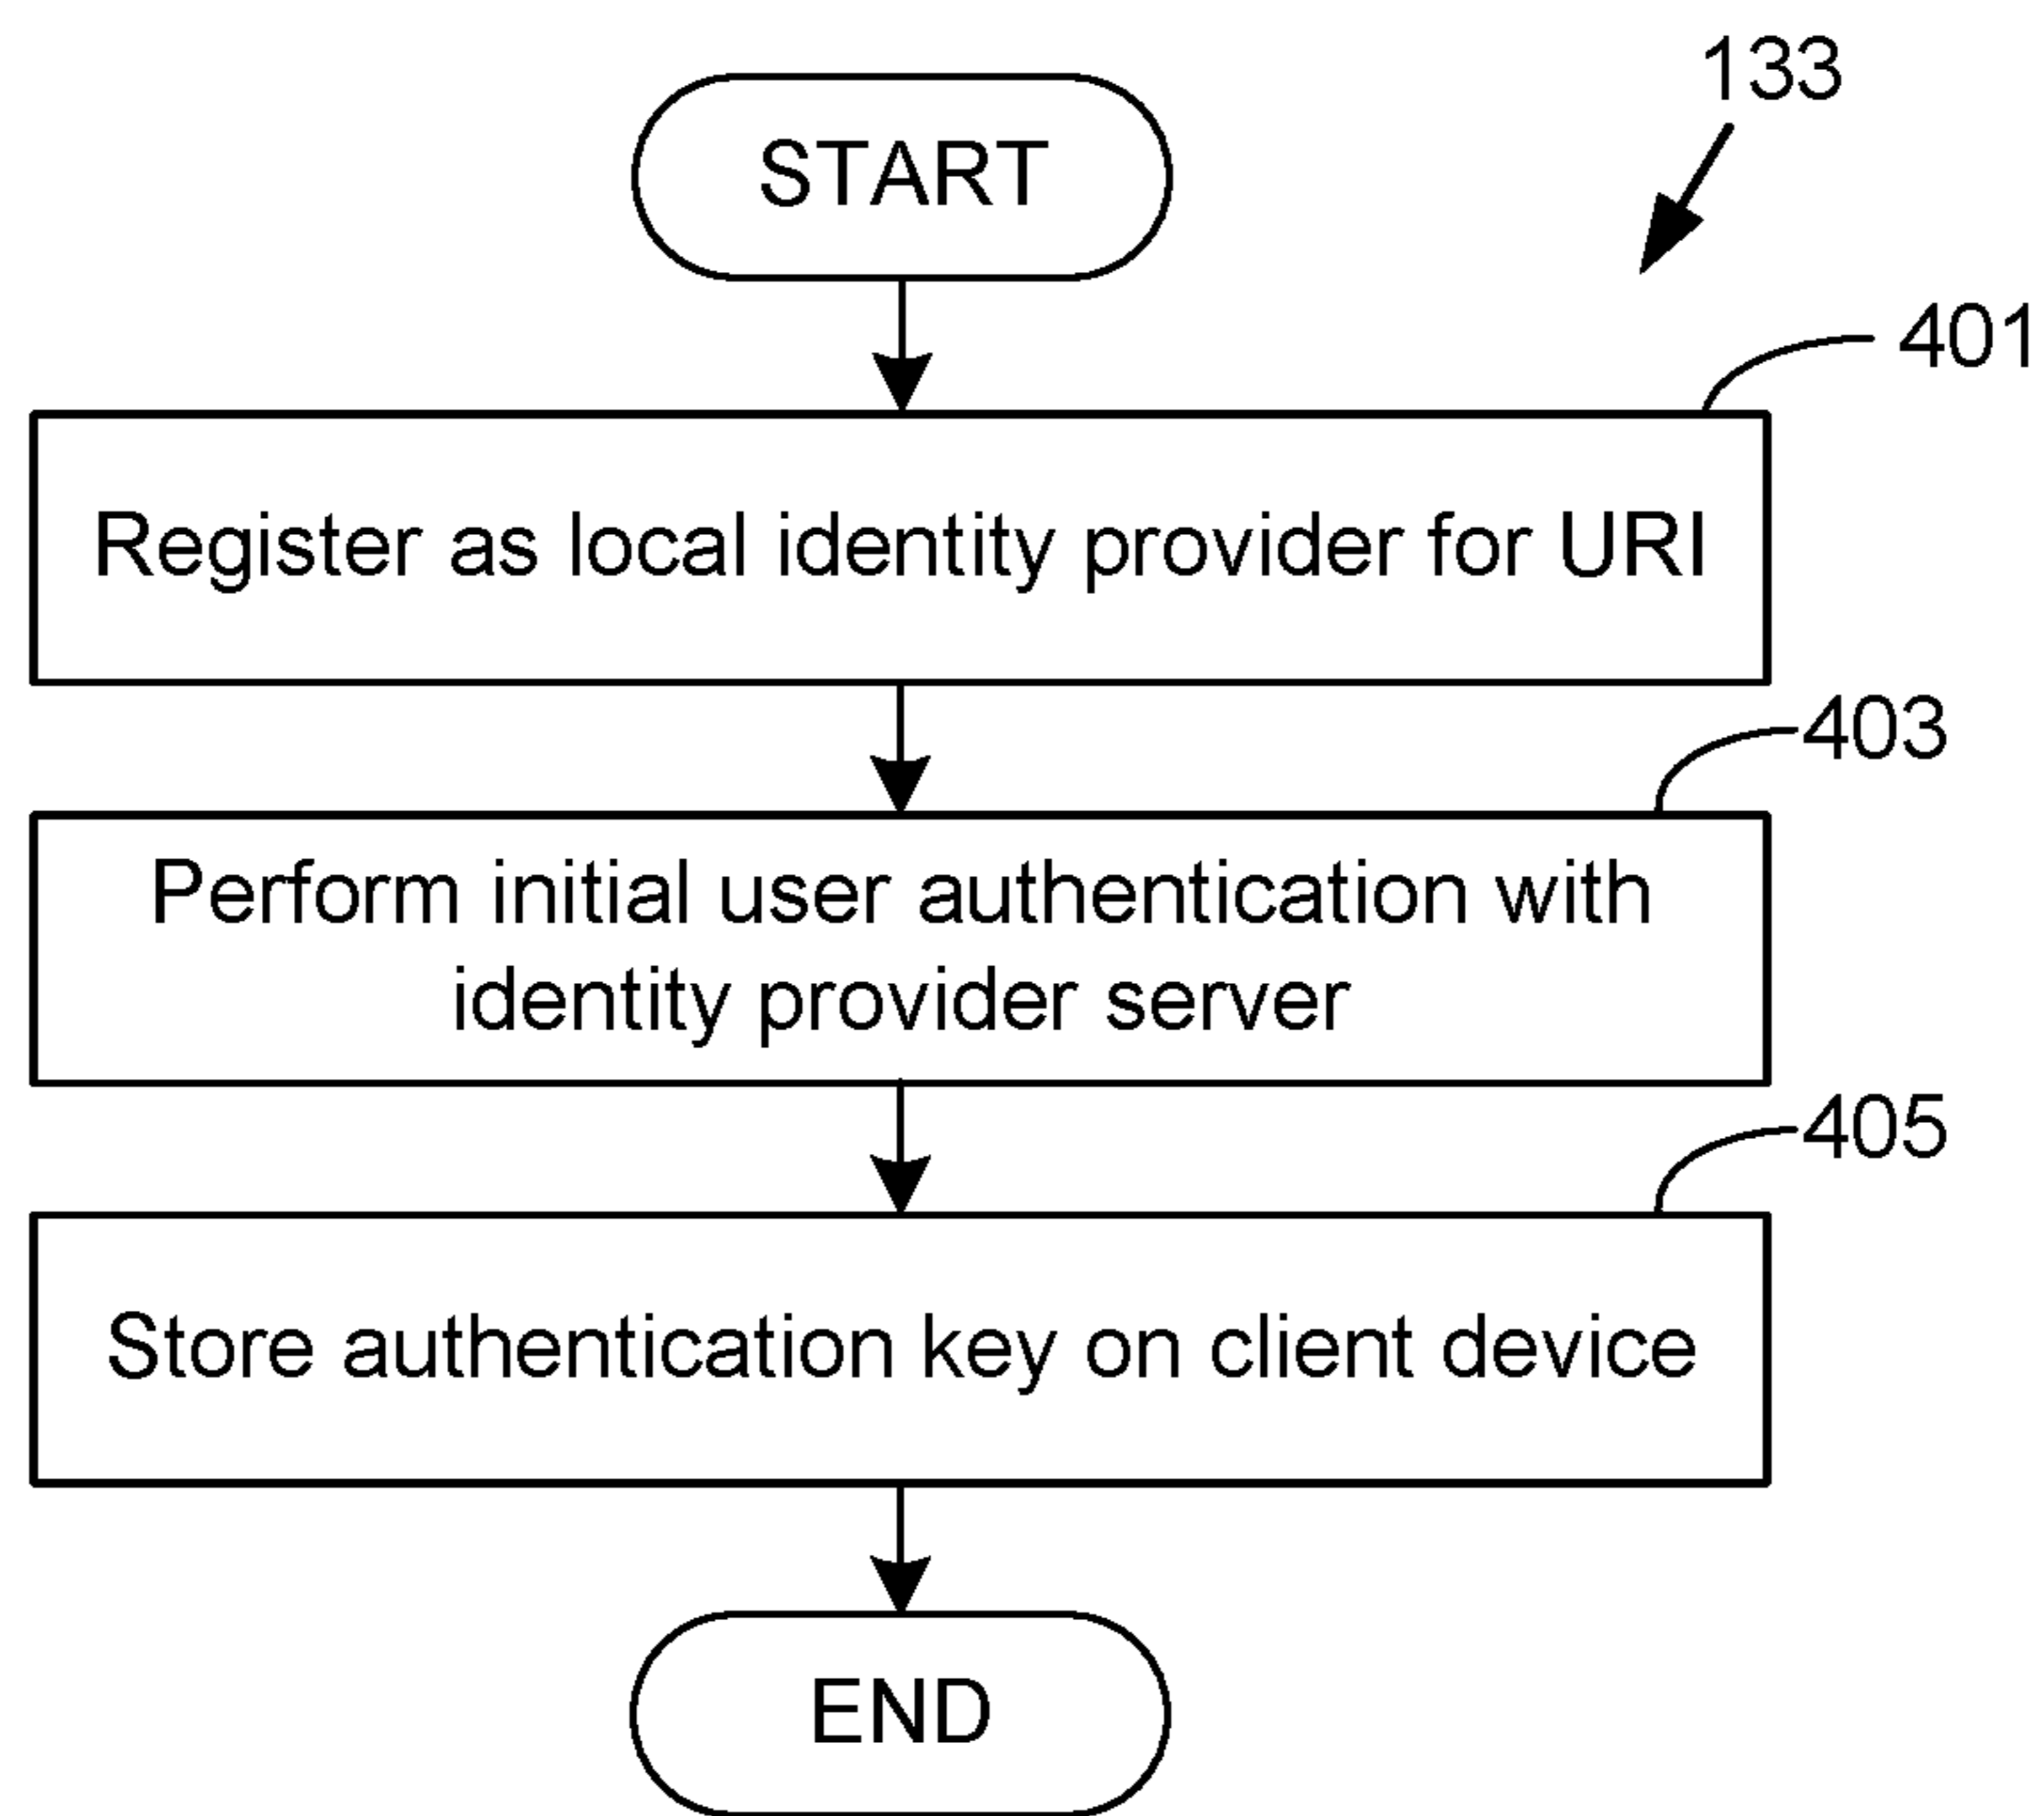 133
START
401
Register as local identity provider for URI
403
Perform initial user authentication with
identity provider server
405
Store authentication key on client device
END